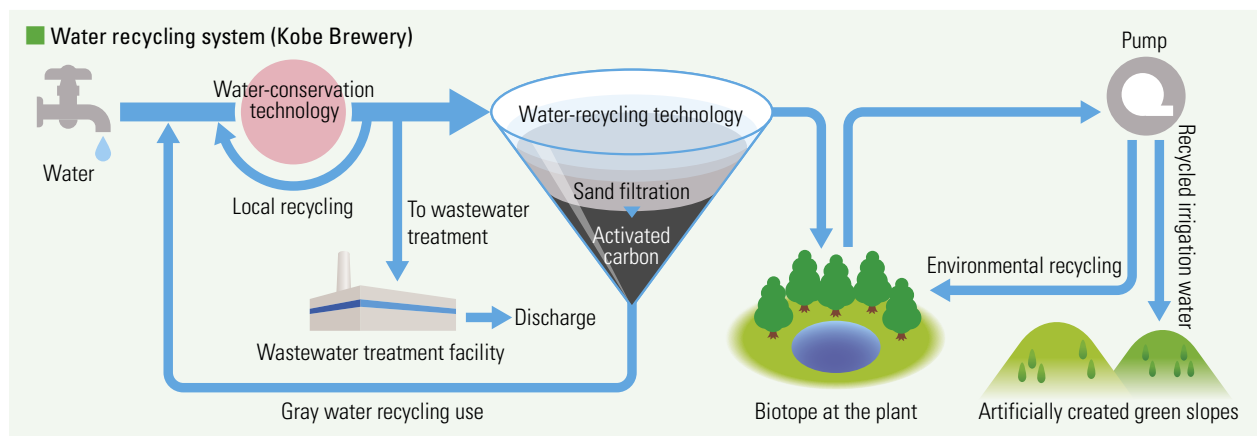 Water recycling system (Kobe Brewery)
Water
Water-conservation
technology
Local recycling
To wastewater
treatment
Wastewater treatment facility
Discharge
Gray water recycling use
Water-recycling technology
Sand filtration
Activated
carbon
Biotope at the plant
Pump
Environmental recycling
Recycled irrigation water
Artificially created green slopes